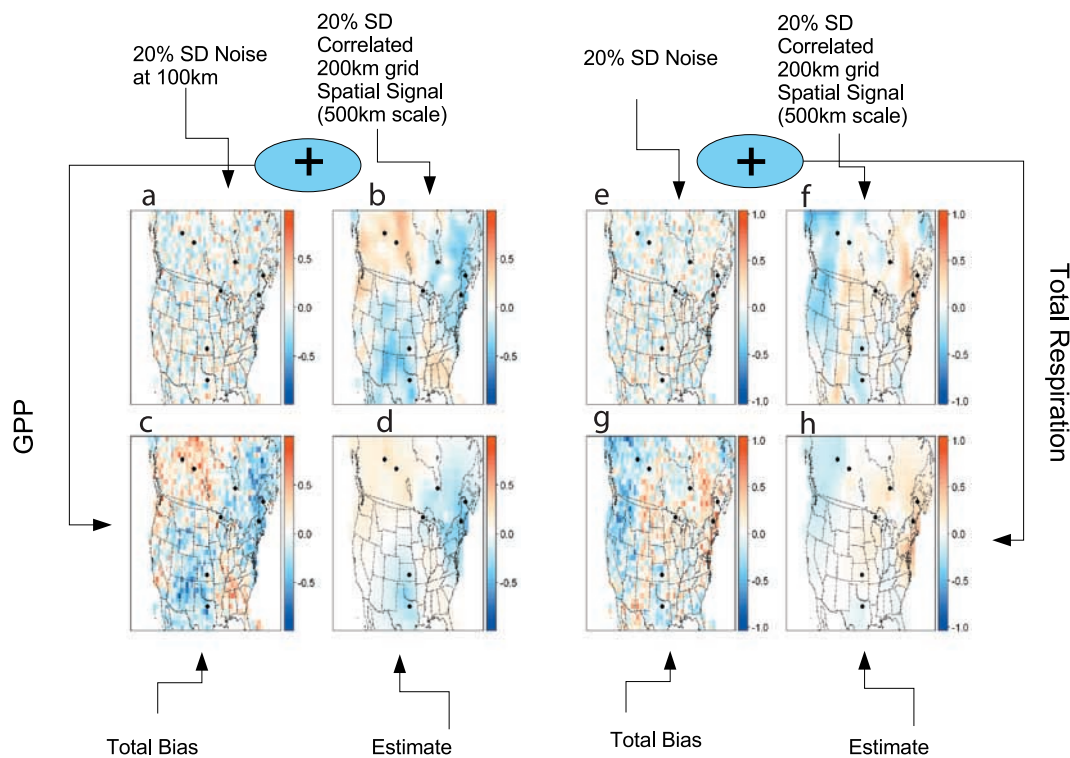 20% SD Noise
at 100km
20% SD
Correlated
200km grid
Spatial Signal
(500km scale)
20% SD Noise
20% SD
Correlated
200km grid
Spatial Signal
(500km scale)
+
+
a
b
e
f
0.5
0.0
-0.5
0.5
0.0
-0.5
1.0
0.5
0.0
-0.5
-1.0
1.0
0.5
0.0
-0.5
-1.0
GPP
Total Respiration
c
d
g
h
0.5
0.0
-0.5
0.5
0.0
-0.5
1.0
0.5
0.0
-0.5
-1.0
1.0
0.5
0.0
-0.5
-1.0
Total Bias
Estimate
Total Bias
Estimate